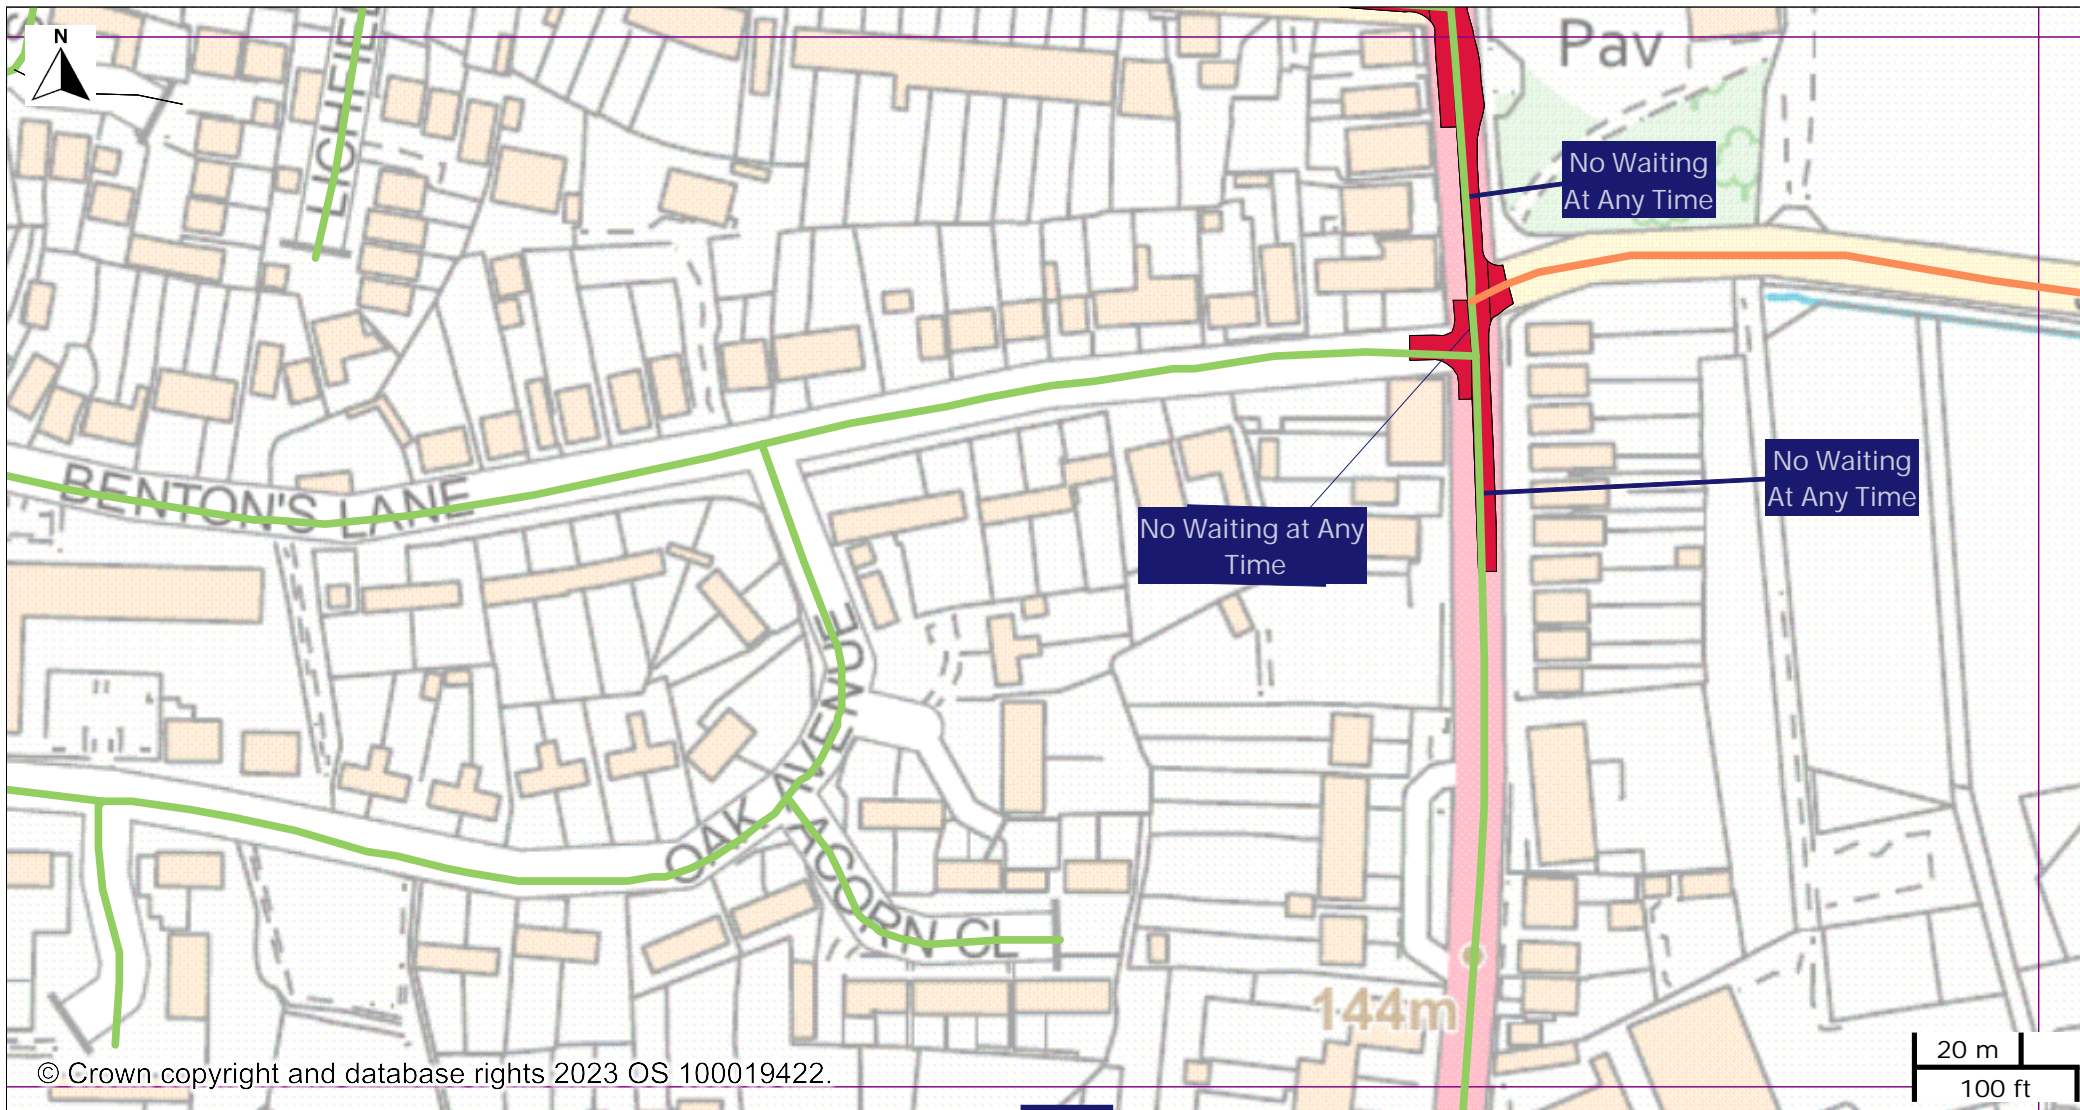 N
Pav
LICHFIEL
No Waiting
At Any Time
No Waiting
At Any Time
BENTON'S LANE
No Waiting at Any
Time
OAK AVENUE
ACORN CL
144m
20 m
100 ft
© Crown copyright and database rights 2023 OS 100019422.